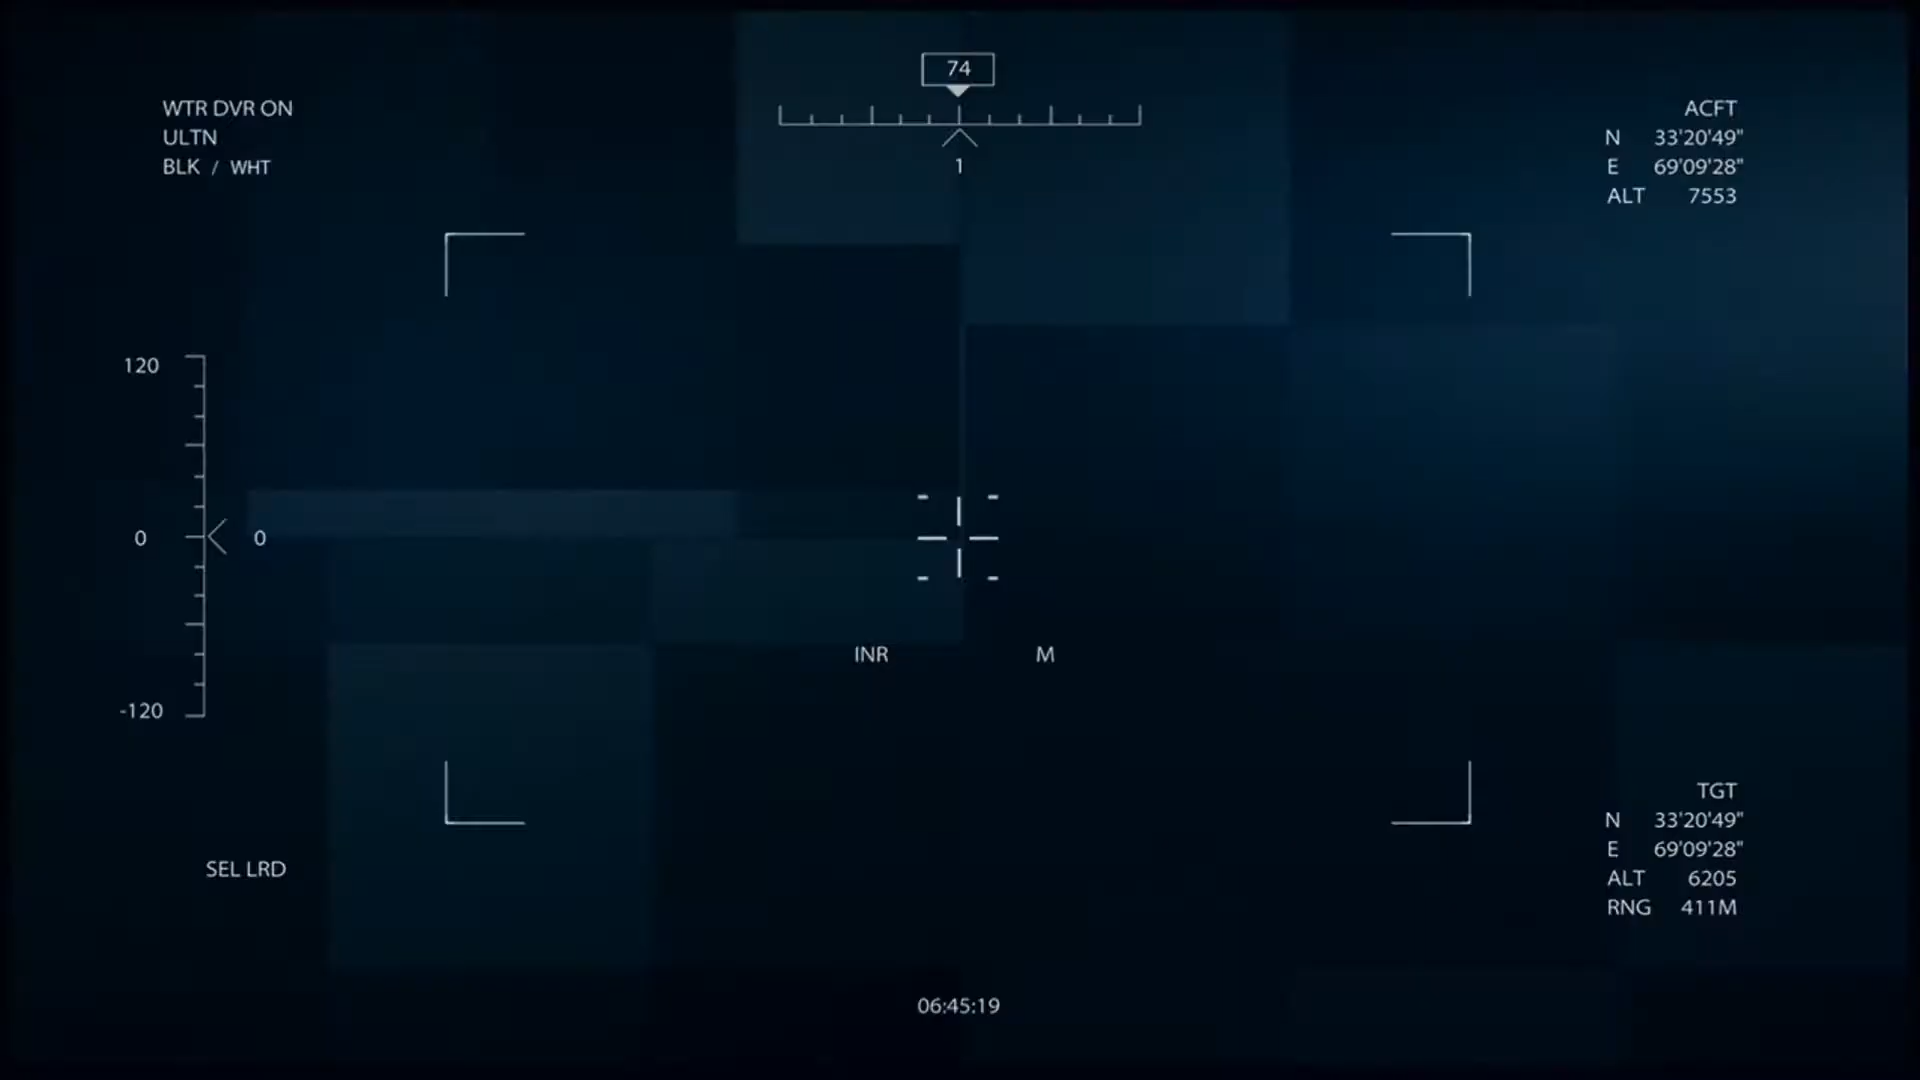 74
1
WTR DVR ON
ULTN
BLK / WHT
ACFT
N 33'20'49"
E 69'09'28"
ALT 7553
120
0 0
-120
INR M
SEL LRD
TGT
N 33'20'49"
E 69'09'28"
ALT 6205
RNG 411M
06:45:19